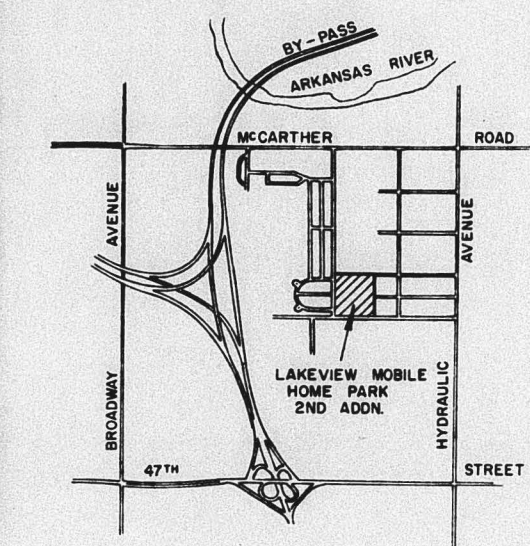 BY-PASS
ARKANSAS RIVER
McCARTHER ROAD
AVENUE
AVENUE
LAKEVIEW MOBILE
HOME PARK
2ND ADDN.
BROADWAY
HYDRAULIC
47TH STREET